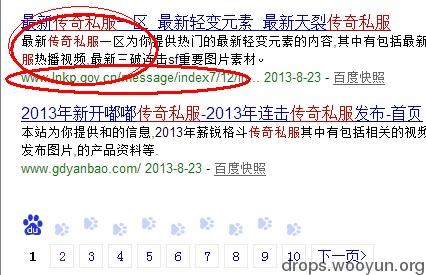 最新传奇私服一区 最新轻变元素 最新天裂传奇私服
最新传奇私服一区为你提供热门的最新轻变元素的内容,其中有包括最新
服热播视频.最新三破连击sf重要图片素材。
www.lnkp.gov.cn/message/index7/12/in... 2013-8-23 - 百度快照
2013年新开嘟嘟传奇私服-2013年连击传奇私服发布-首页
本站为你提供和的信息,2013年薪锐格斗传奇私服其中有包括相关的视频
发布图片,的产品资料等.
www.gdyanbao.com/ 2013-8-23 - 百度快照
du
1 2 3 4 5 6 7 8 9 10 下一页>
drops.wooyun.org